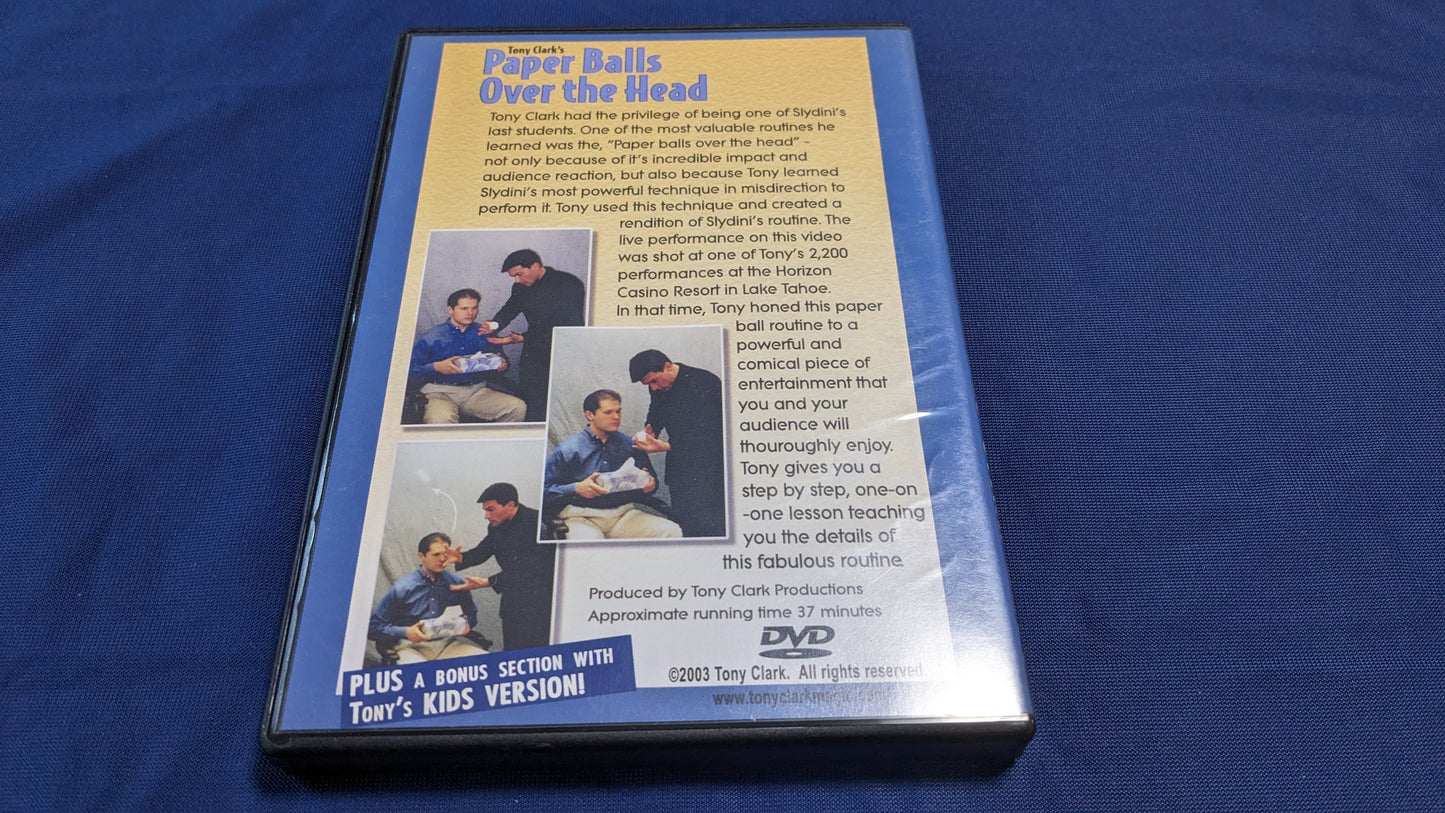 Tony Clark's
Paper Balls
Over the Head
Tony Clark had the privilege of being one of Slydini's
last students. One of the most valuable routines he
learned was the, "Paper balls over the head" -
not only because of it's incredible impact and
audience reaction, but also because Tony learned
Slydini's most powerful technique in misdirection to
perform it. Tony used this technique and created a
rendition of Slydini's routine. The
live performance on this video
was shot at one of Tony's 2,200
performances at the Horizon
Casino Resort in Lake Tahoe.
In that time, Tony honed this paper
ball routine to a
powerful and
comical piece of
entertainment that
you and your
audience will
thouroughly enjoy.
Tony gives you a
step by step, one-on
-one lesson teaching
you the details of
this fabulous routine.
Produced by Tony Clark Productions
Approximate running time 37 minutes
DVD
PLUS A BONUS SECTION WITH
TONY'S KIDS VERSION!
©2003 Tony Clark. All rights reserved.
www.tonyclarkmagic.com